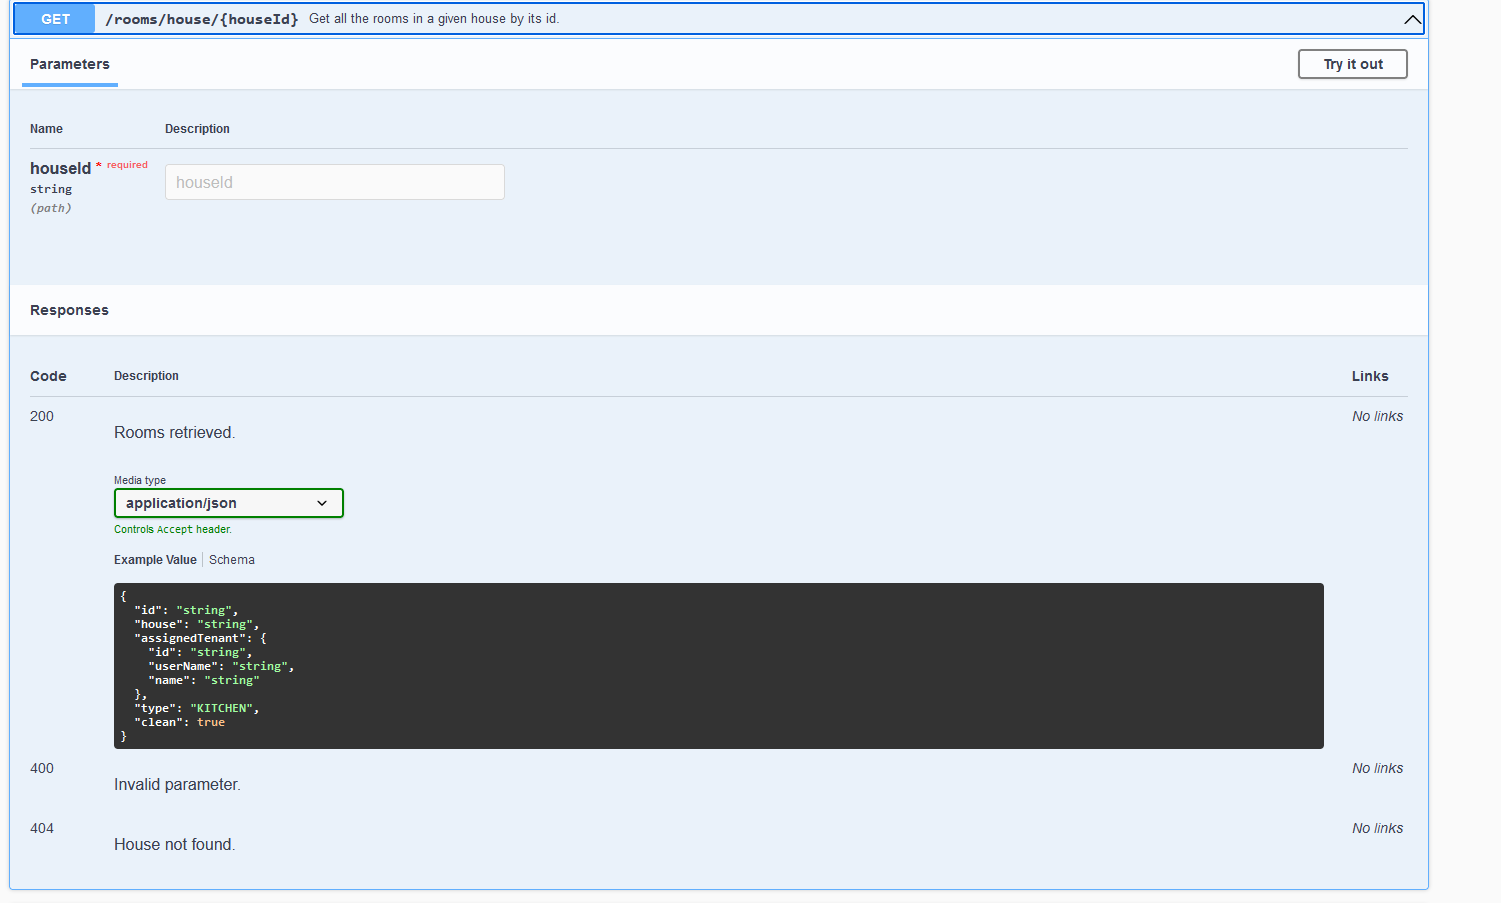 GET /rooms/house/{houseId} Get all the rooms in a given house by its id.
Parameters Try it out
Name Description
houseId * required houseId
string
(path)
Responses
Code Description Links
200 No links
Rooms retrieved.
Media type
application/json
Controls Accept header.
Example Value Schema
{
"id": "string",
"house": "string",
"assignedTenant": {
"id": "string",
"userName": "string",
"name": "string"
},
"type": "KITCHEN",
"clean": true
}
400 No links
Invalid parameter.
404 No links
House not found.